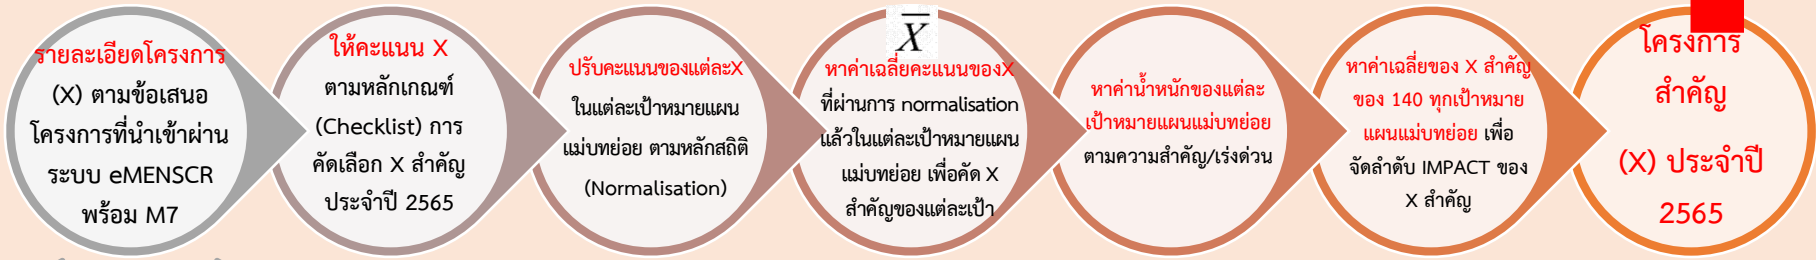 รายละเอียดโครงการ
(X) ตามข้อเสนอ
โครงการที่นำเข้าผ่าน
ระบบ eMENSCR
พร้อม M7
ให้คะแนน X
ตามหลักเกณฑ์
(Checklist) การ
คัดเลือก X สำคัญ
ประจำปี 2565
ปรับคะแนนของแต่ละX
ในแต่ละเป้าหมายแผน
แม่บทย่อย ตามหลักสถิติ
(Normalisation)
X̅
หาค่าเฉลี่ยคะแนนของX
ที่ผ่านการ normalisation
แล้วในแต่ละเป้าหมายแผน
แม่บทย่อย เพื่อคัด X
สำคัญของแต่ละเป้า
หาค่าน้ำหนักของแต่ละ
เป้าหมายแผนแม่บทย่อย
ตามความสำคัญ/เร่งด่วน
หาค่าเฉลี่ยของ X สำคัญ
ของ 140 ทุกเป้าหมาย
แผนแม่บทย่อย เพื่อ
จัดลำดับ IMPACT ของ
X สำคัญ
โครงการ
สำคัญ
(X) ประจำปี
2565